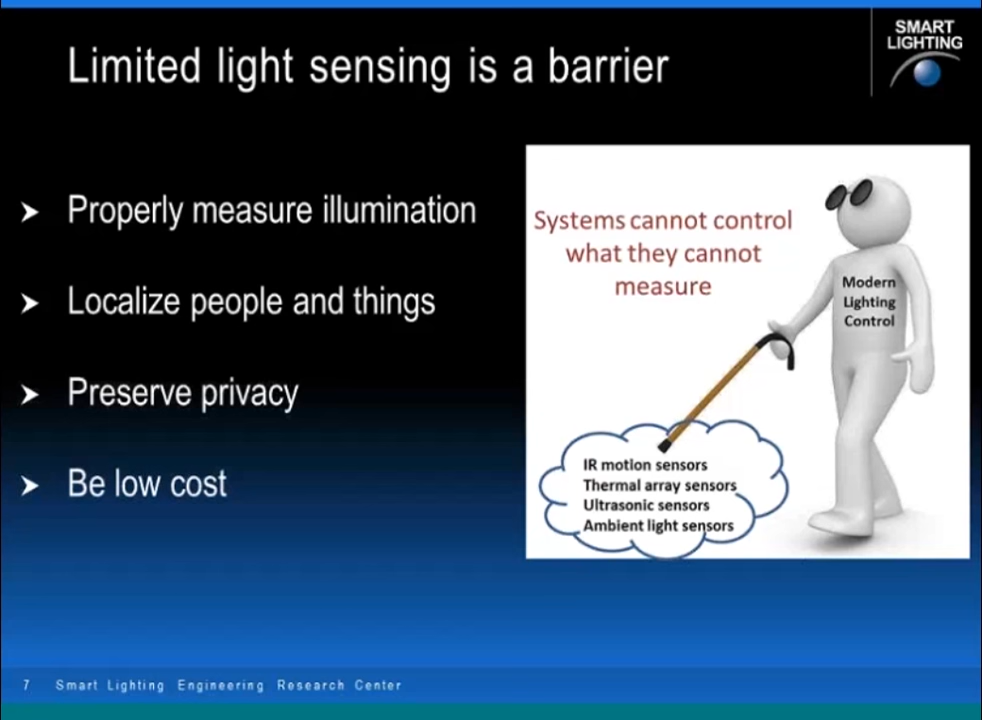 SMART
LIGHTING
Limited light sensing is a barrier
Properly measure illumination
Localize people and things
Preserve privacy
Be low cost
Systems cannot control
what they cannot
measure
Modern
Lighting
Control
IR motion sensors
Thermal array sensors
Ultrasonic sensors
Ambient light sensors
7 Smart Lighting Engineering Research Center